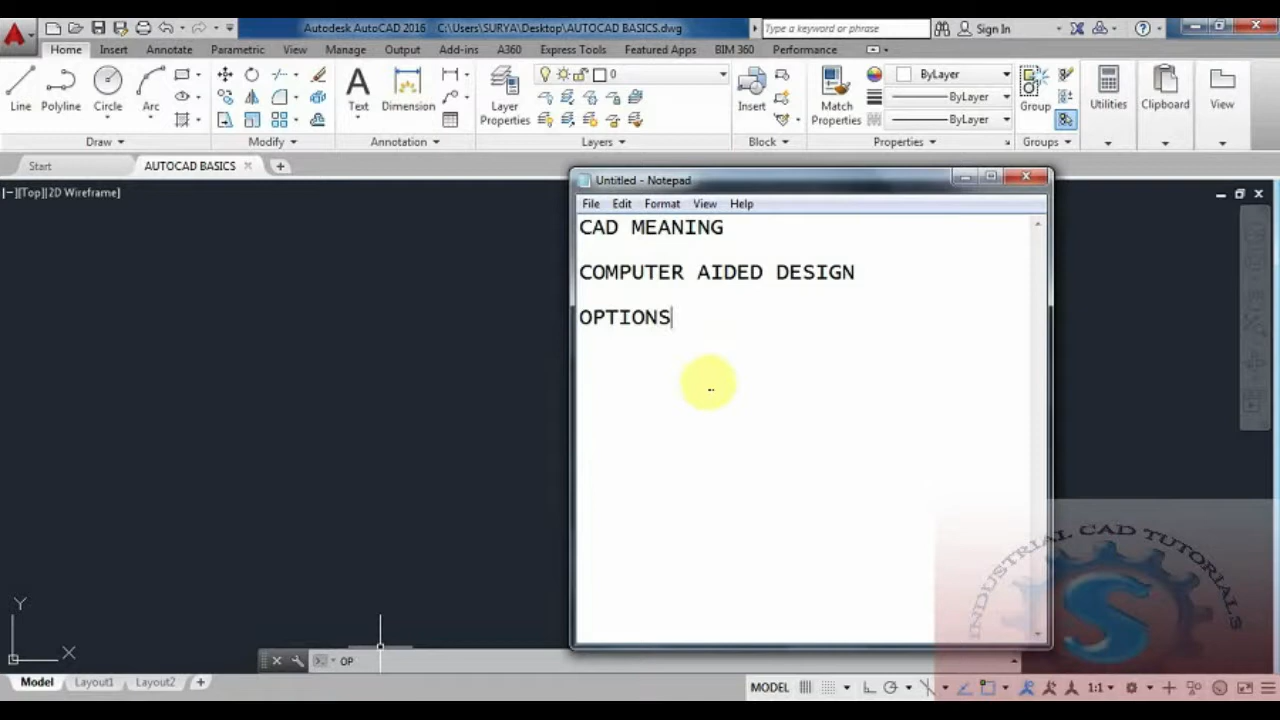 Autodesk AutoCAD 2016 C:\Users\SURYA\Desktop\AUTOCAD BASICS.dwg
Type a keyword or phrase
Sign In
Home Insert Annotate Parametric View Manage Output Add-ins A360 Express Tools Featured Apps BIM 360 Performance
Line Polyline Circle Arc
Text Dimension
Layer Properties
0
Insert
Match Properties
ByLayer
ByLayer
ByLayer
Group
Utilities
Clipboard
View
Draw Modify Annotation Layers Block Properties Groups
Start AUTOCAD BASICS
[−][Top][2D Wireframe]
Untitled - Notepad
File Edit Format View Help
CAD MEANING
COMPUTER AIDED DESIGN
OPTIONS
INDUSTRIAL CAD TUTORIALS
S
Y
X
OP
Model Layout1 Layout2
MODEL 1:1